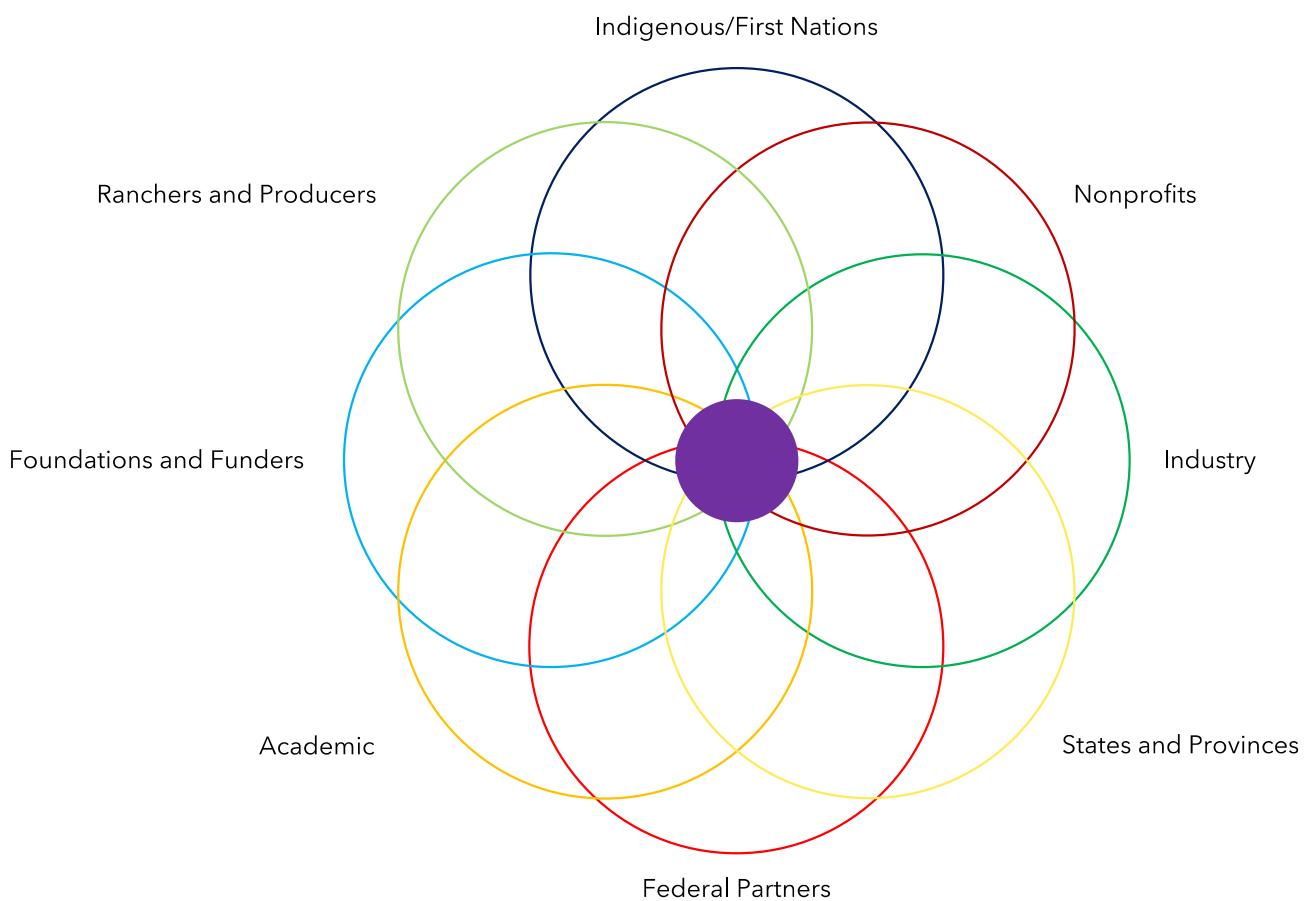 Indigenous/First Nations
Ranchers and Producers
Nonprofits
Foundations and Funders
Industry
Academic
States and Provinces
Federal Partners